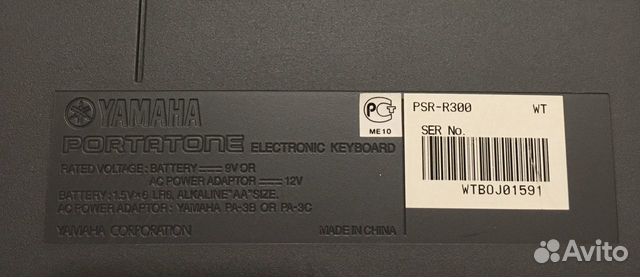 YAMAHA
PORTATONE ELECTRONIC KEYBOARD
RATED VOLTAGE: BATTERY 9V OR
AC POWER ADAPTOR 12V
BATTERY: 1.5V×6 LR6, ALKALINE"AA"SIZE.
AC POWER ADAPTOR: YAMAHA PA-3B OR PA-3C
YAMAHA CORPORATION MADE IN CHINA
РСТ
ME10
PSR-R300 WT
SER No.
WTBOJ01591
Avito